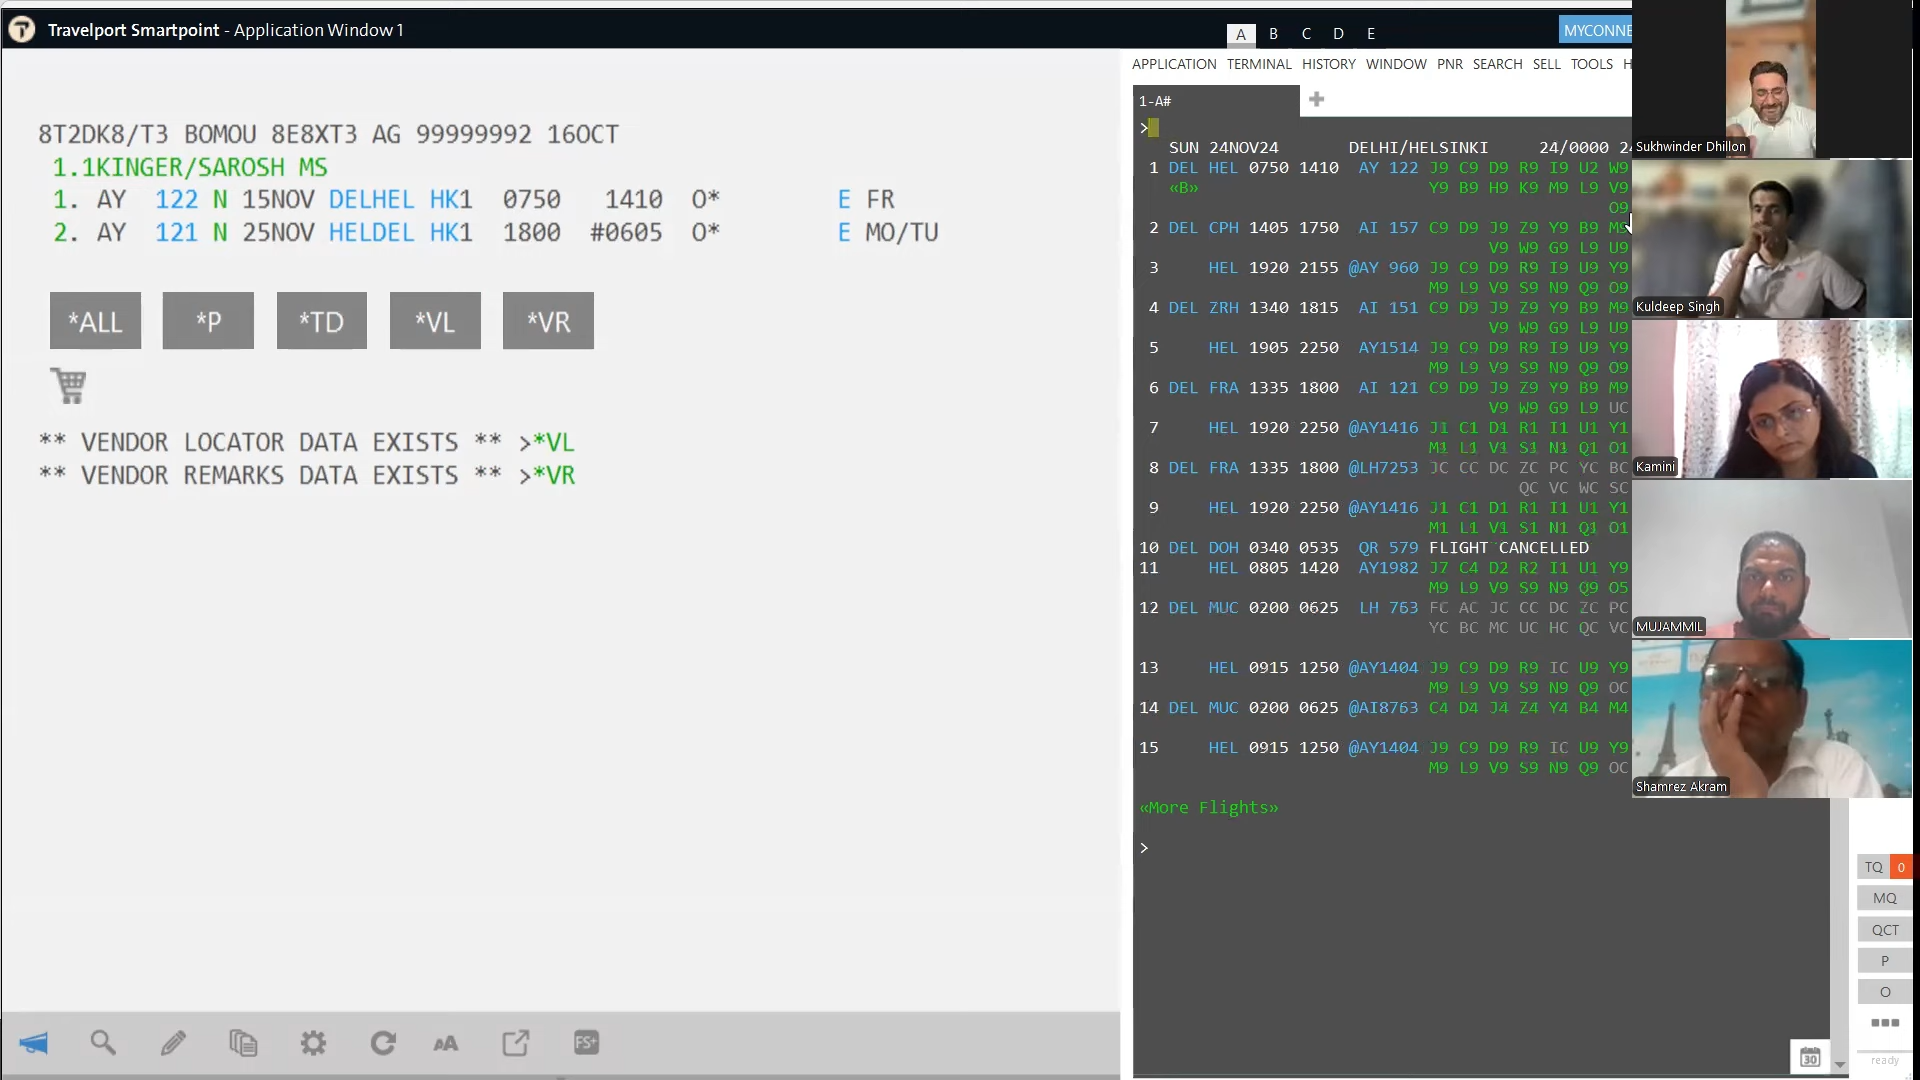 Travelport Smartpoint - Application Window 1
A B C D E
MYCONNE
APPLICATION TERMINAL HISTORY WINDOW PNR SEARCH SELL TOOLS H
8T2DK8/T3 BOMOU 8E8XT3 AG 99999992 16OCT
1.1KINGER/SAROSH MS
1. AY 122 N 15NOV DELHEL HK1 0750 1410 O* E FR
2. AY 121 N 25NOV HELDEL HK1 1800 #0605 O* E MO/TU
*ALL *P *TD *VL *VR
** VENDOR LOCATOR DATA EXISTS ** >*VL
** VENDOR REMARKS DATA EXISTS ** >*VR
FS+
1-A#
>
SUN 24NOV24 DELHI/HELSINKI 24/0000 24
1 DEL HEL 0750 1410 AY 122 J9 C9 D9 R9 I9 U2 W9
«B» Y9 B9 H9 K9 M9 L9 V9
O9
2 DEL CPH 1405 1750 AI 157 C9 D9 J9 Z9 Y9 B9 M9
V9 W9 G9 L9 U9
3 HEL 1920 2155 @AY 960 J9 C9 D9 R9 I9 U9 Y9
M9 L9 V9 S9 N9 Q9 O9
4 DEL ZRH 1340 1815 AI 151 C9 D9 J9 Z9 Y9 B9 M9
V9 W9 G9 L9 U9
5 HEL 1905 2250 AY1514 J9 C9 D9 R9 I9 U9 Y9
M9 L9 V9 S9 N9 Q9 O9
6 DEL FRA 1335 1800 AI 121 C9 D9 J9 Z9 Y9 B9 M9
V9 W9 G9 L9 UC
7 HEL 1920 2250 @AY1416 J1 C1 D1 R1 I1 U1 Y1
M1 L1 V1 S1 N1 Q1 O1
8 DEL FRA 1335 1800 @LH7253 JC CC DC ZC PC YC BC
QC VC WC SC
9 HEL 1920 2250 @AY1416 J1 C1 D1 R1 I1 U1 Y1
M1 L1 V1 S1 N1 Q1 O1
10 DEL DOH 0340 0535 QR 579 FLIGHT CANCELLED
11 HEL 0805 1420 AY1982 J7 C4 D2 R2 I1 U1 Y9
M9 L9 V9 S9 N9 Q9 O5
12 DEL MUC 0200 0625 LH 763 FC AC JC CC DC ZC PC
YC BC MC UC HC QC VC
13 HEL 0915 1250 @AY1404 J9 C9 D9 R9 IC U9 Y9
M9 L9 V9 S9 N9 Q9 OC
14 DEL MUC 0200 0625 @AI8763 C4 D4 J4 Z4 Y4 B4 M4
15 HEL 0915 1250 @AY1404 J9 C9 D9 R9 IC U9 Y9
M9 L9 V9 S9 N9 Q9 OC
«More Flights»
>
Sukhwinder Dhillon
Kuldeep Singh
Kamini
MUJAMMIL
Shamrez Akram
TQ 0
MQ
QCT
P
O
30
ready